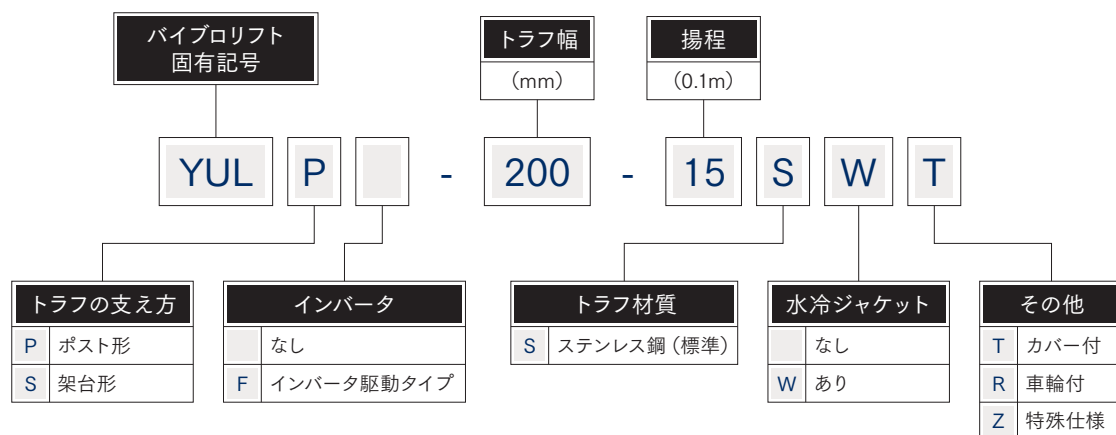 バイブロリフト
固有記号
トラフ幅
(mm)
揚程
(0.1m)
YUL P - 200 - 15 S W T
トラフの支え方
P ポスト形
S 架台形
インバータ
なし
F インバータ駆動タイプ
トラフ材質
S ステンレス鋼(標準)
水冷ジャケット
なし
W あり
その他
T カバー付
R 車輪付
Z 特殊仕様